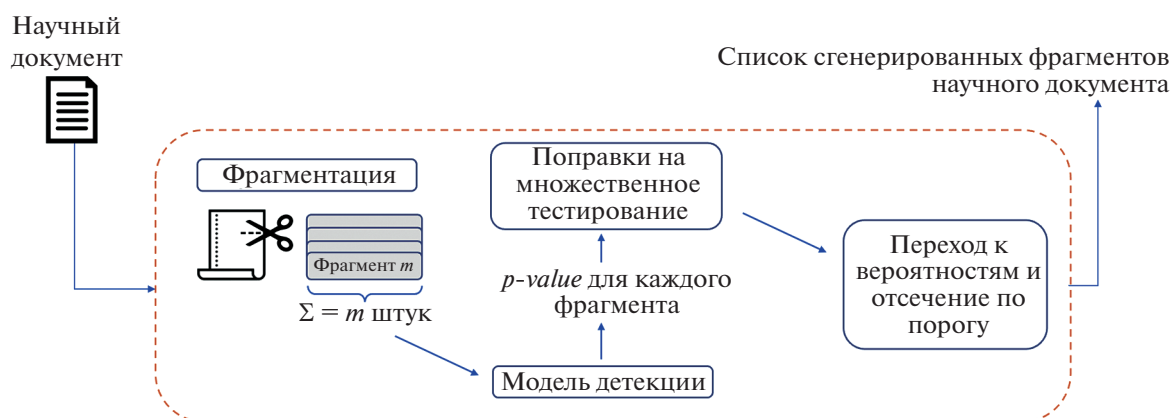 Научный
документ
Список сгенерированных фрагментов
научного документа
Фрагментация
Фрагмент m
Σ = m штук
Модель детекции
p-value для каждого
фрагмента
Поправки на
множественное
тестирование
Переход к
вероятностям и
отсечение по
порогу